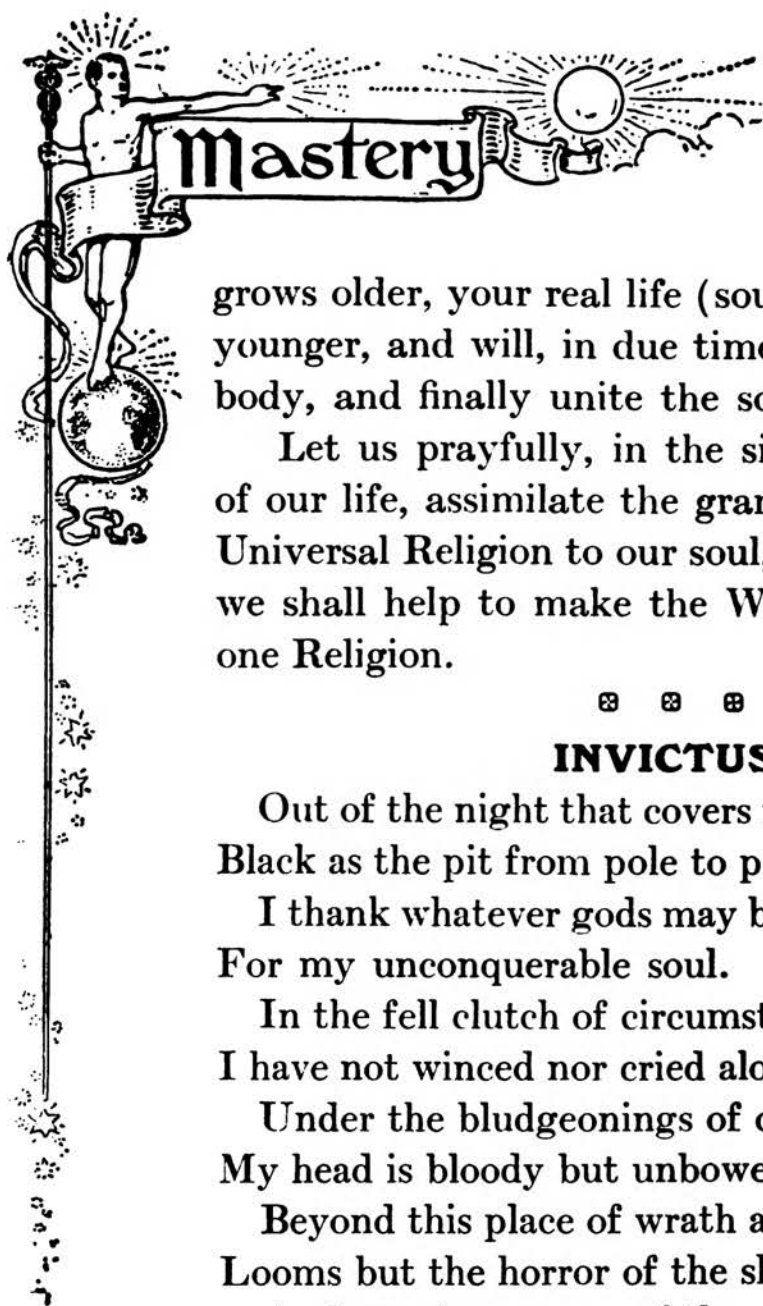 Mastery
grows older, your real life (sou
younger, and will, in due time
body, and finally unite the so
Let us prayfully, in the si
of our life, assimilate the gran
Universal Religion to our soul,
we shall help to make the W
one Religion.
INVICTUS
Out of the night that covers
Black as the pit from pole to p
I thank whatever gods may b
For my unconquerable soul.
In the fell clutch of circumst
I have not winced nor cried alo
Under the bludgeonings of c
My head is bloody but unbowe
Beyond this place of wrath a
Looms but the horror of the sh